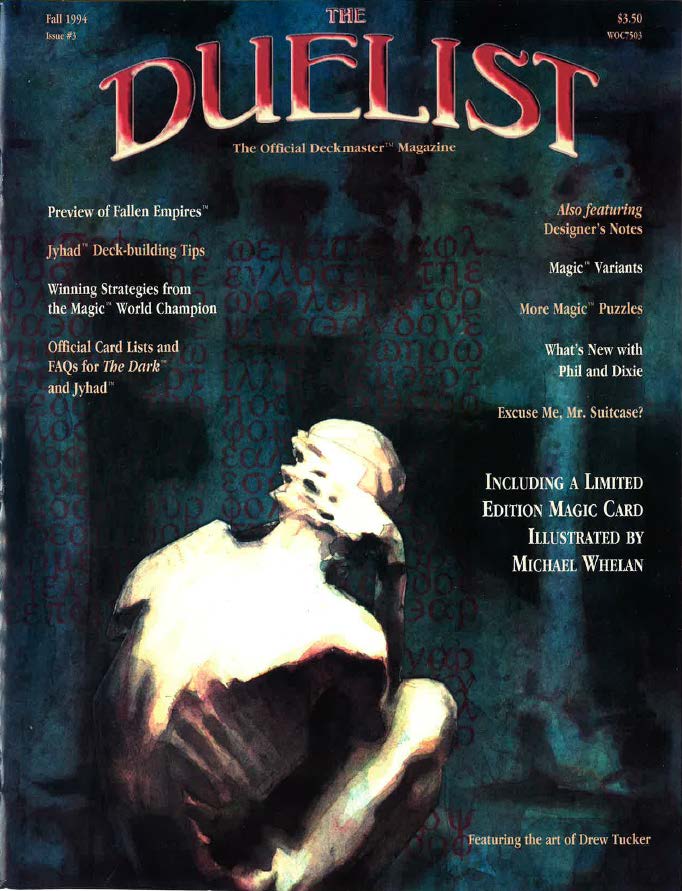 Fall 1994
Issue #3
THE
$3.50
WOC7503
DUELIST
The Official Deckmaster™ Magazine
Preview of Fallen Empires™
Jyhad™ Deck-building Tips
Winning Strategies from
the Magic™ World Champion
Official Card Lists and
FAQs for The Dark™
and Jyhad™
Also featuring
Designer's Notes
Magic™ Variants
More Magic™ Puzzles
What's New with
Phil and Dixie
Excuse Me, Mr. Suitcase?
INCLUDING A LIMITED
EDITION MAGIC CARD
ILLUSTRATED BY
MICHAEL WHELAN
Featuring the art of Drew Tucker